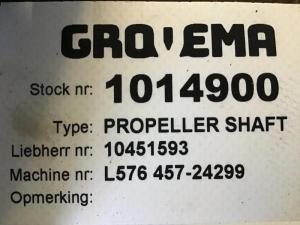 GROVEMA
Stock nr: 1014900
Type: PROPELLER SHAFT
Liebherr nr: 10451593
Machine nr: L576 457-24299
Opmerking: